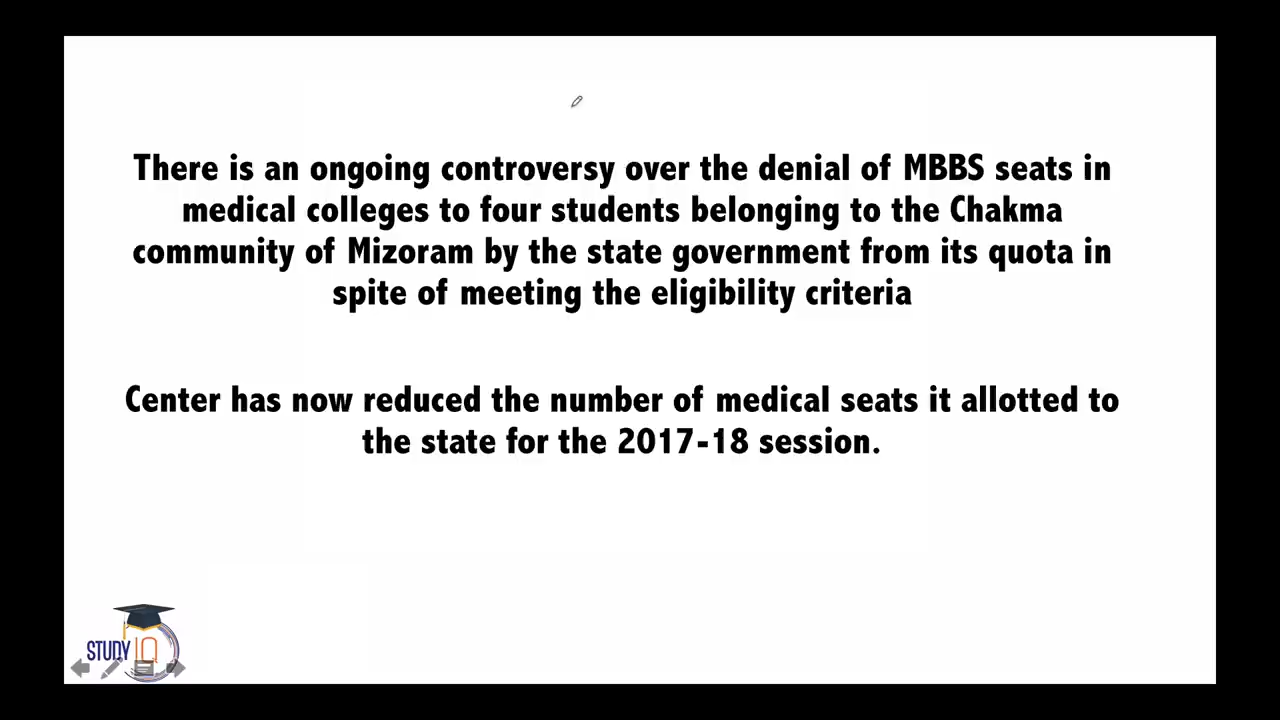 There is an ongoing controversy over the denial of MBBS seats in
medical colleges to four students belonging to the Chakma
community of Mizoram by the state government from its quota in
spite of meeting the eligibility criteria
Center has now reduced the number of medical seats it allotted to
the state for the 2017-18 session.
STUDY IQ